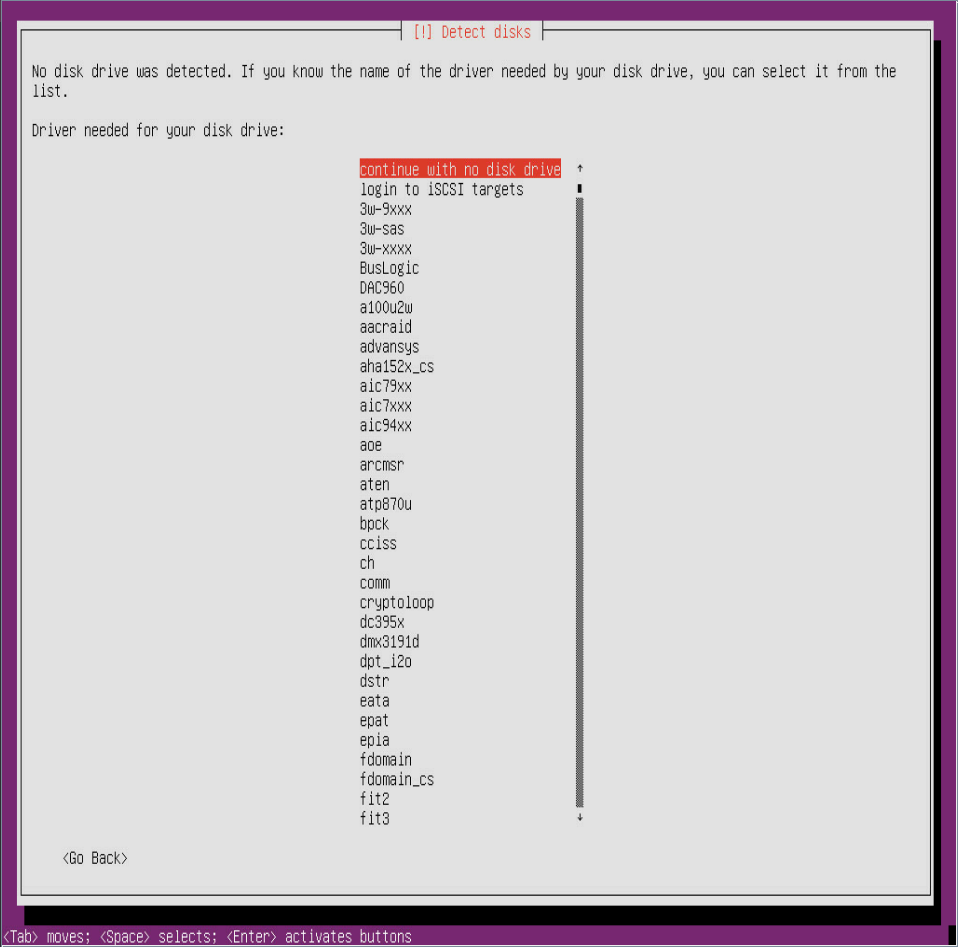 [!] Detect disks
No disk drive was detected. If you know the name of the driver needed by your disk drive, you can select it from the
list.
Driver needed for your disk drive:
continue with no disk drive
login to iSCSI targets
3w-9xxx
3w-sas
3w-xxxx
BusLogic
DAC960
a100u2w
aacraid
advansys
aha152x_cs
aic79xx
aic7xxx
aic94xx
aoe
arcmsr
aten
atp870u
bpck
cciss
ch
comm
cryptoloop
dc395x
dmx3191d
dpt_i2o
dstr
eata
epat
epia
fdomain
fdomain_cs
fit2
fit3
<Go Back>
<Tab> moves; <Space> selects; <Enter> activates buttons